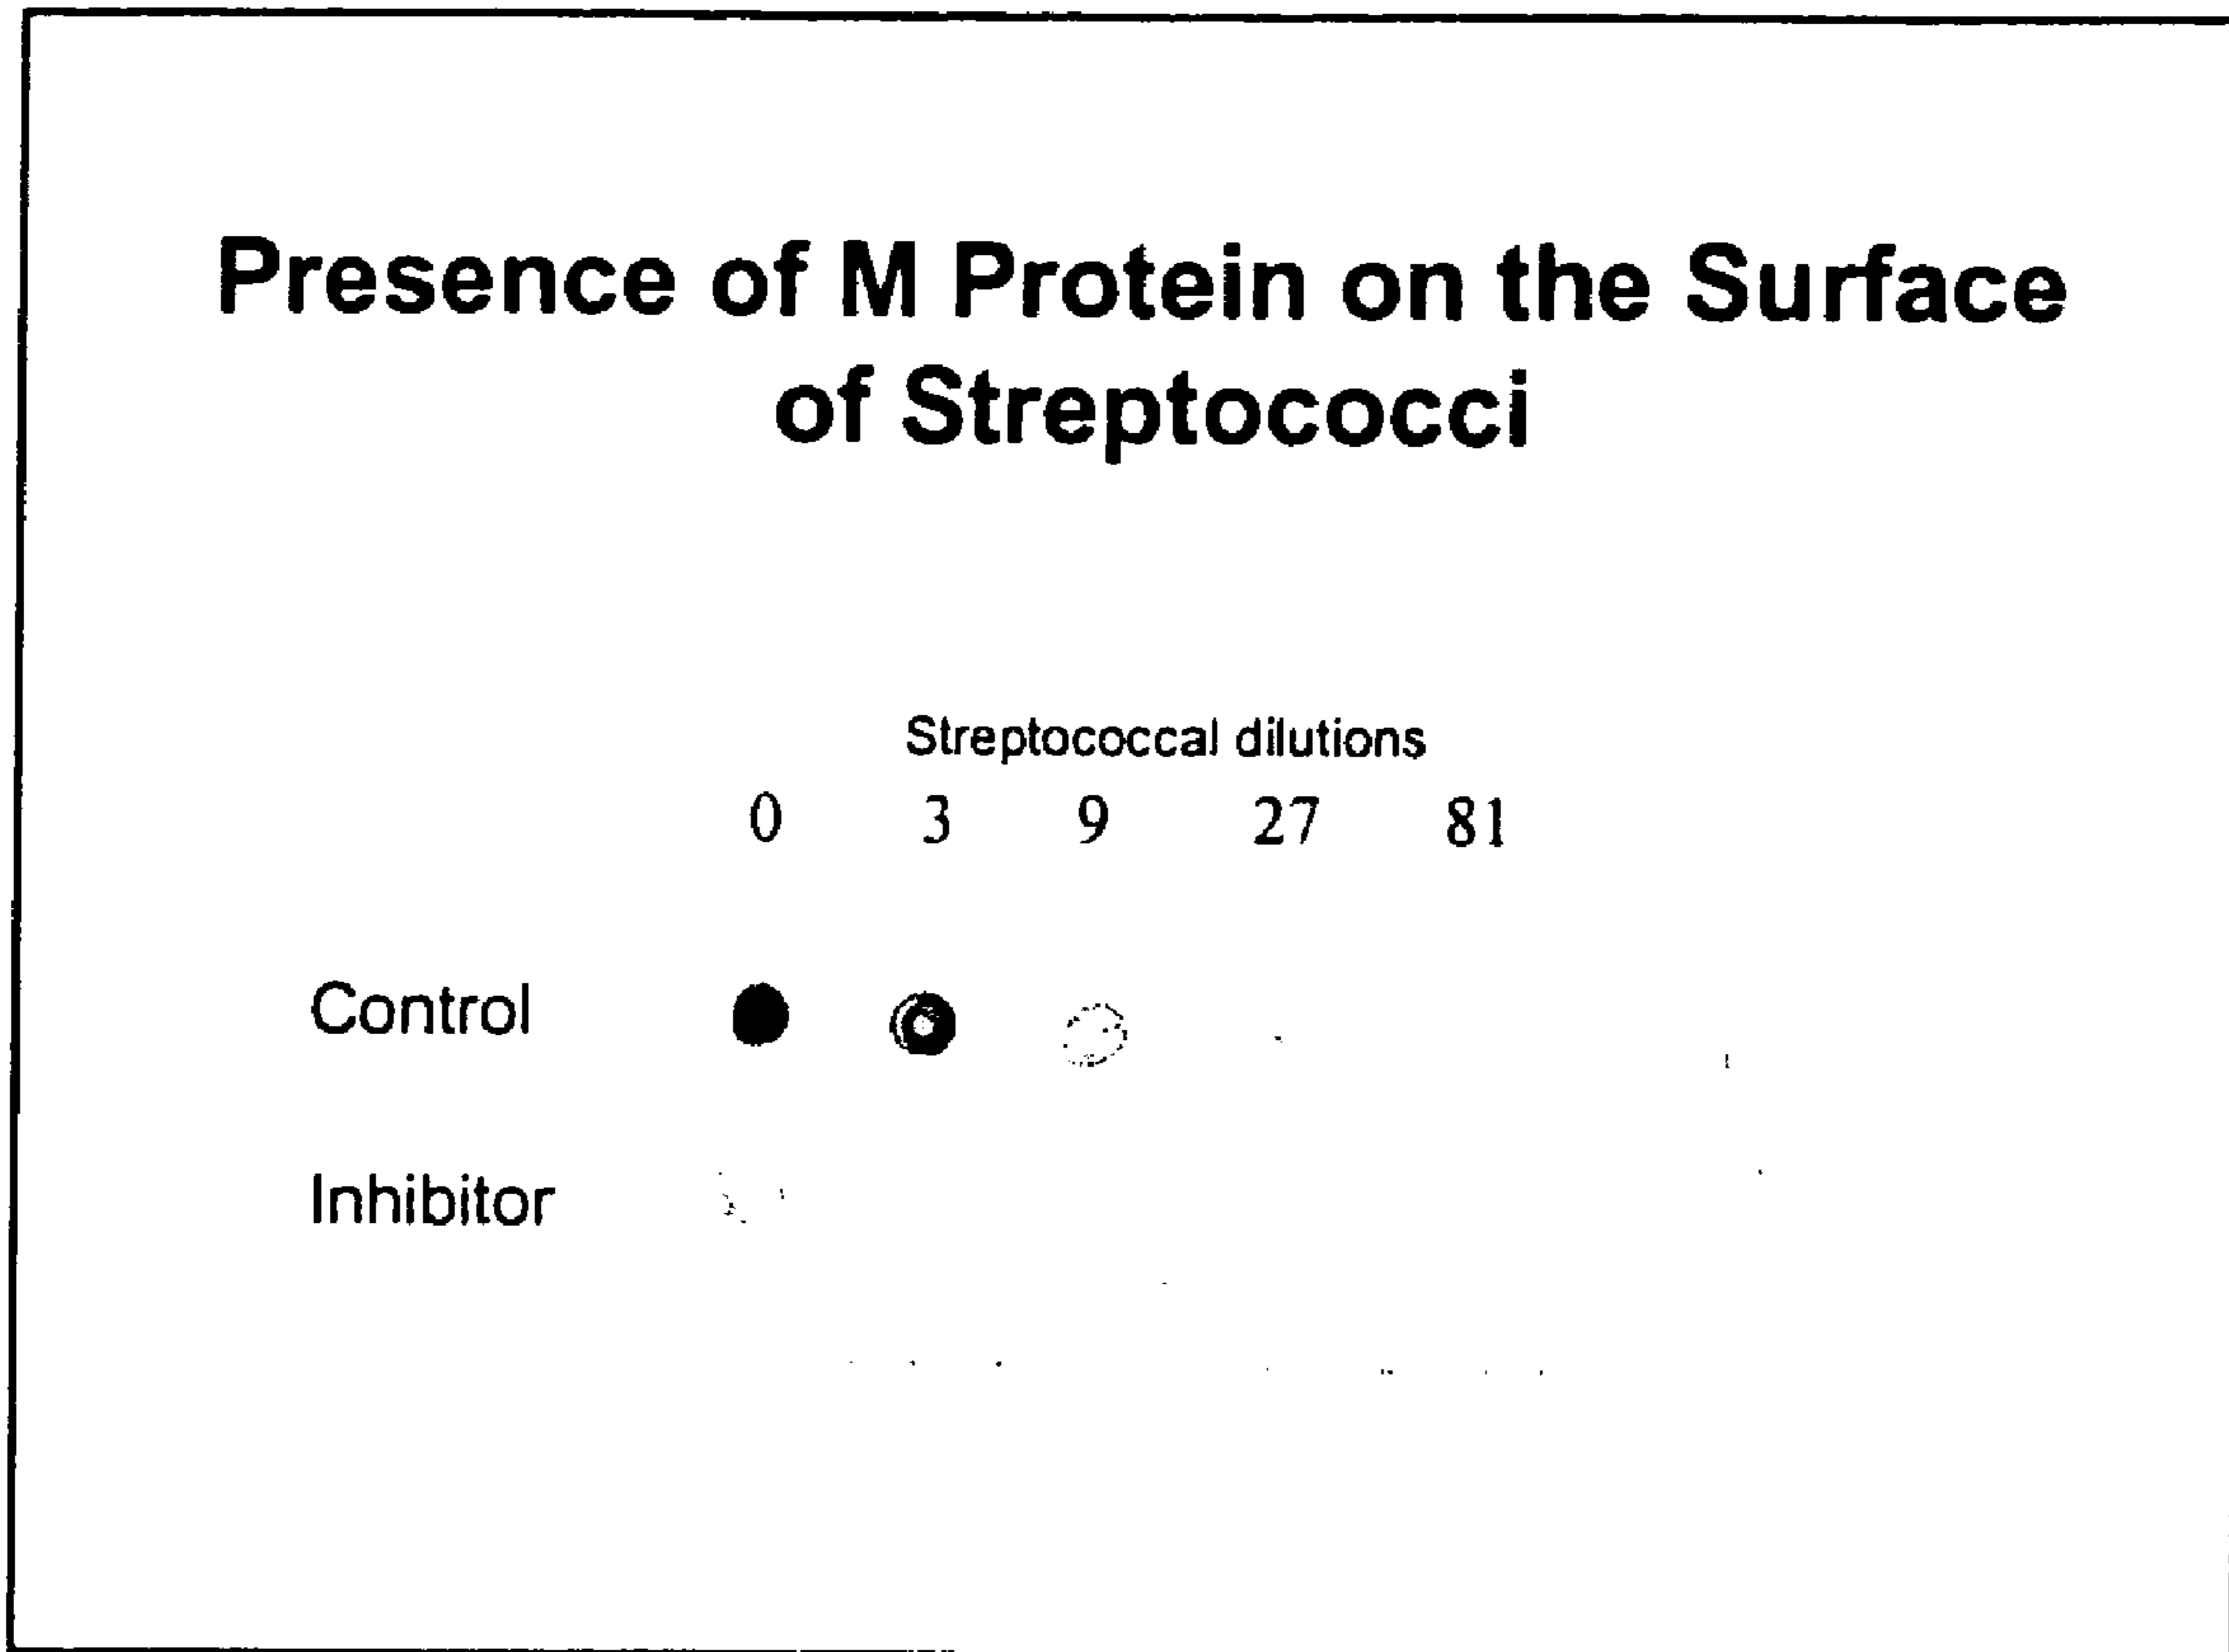 Presence of M Protein on the Surface
of Streptococci
Streptococcal dilutions
0 3 9 27 81
Control
Inhibitor